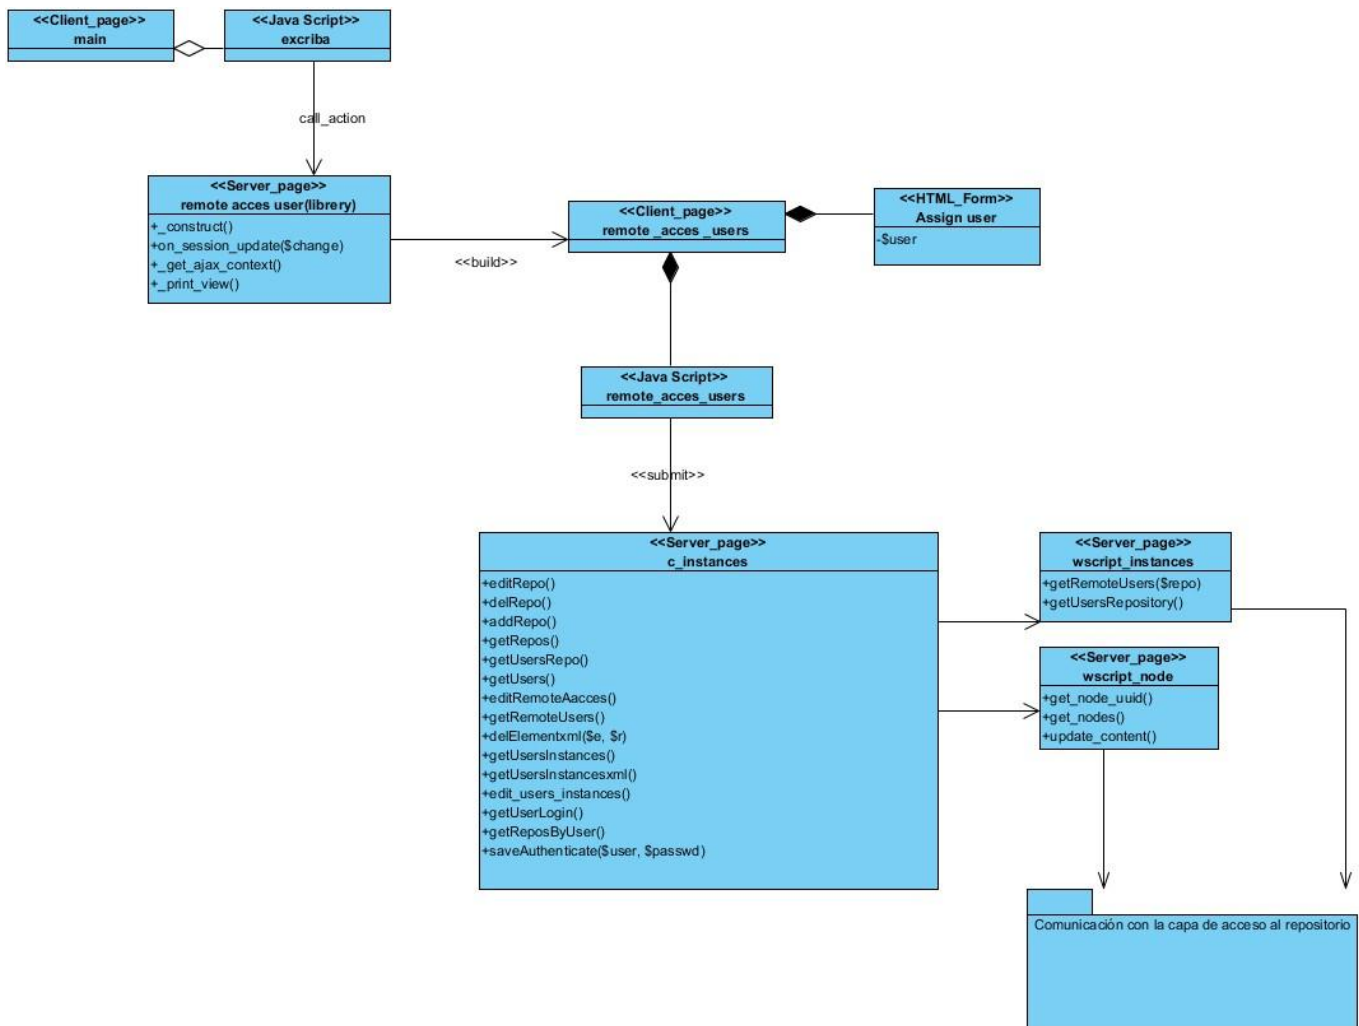 <<Client_page>>
main
<<Java Script>>
excriba
call_action
<<Server_page>>
remote acces user(librery)
+_construct()
+on_session_update($change)
+_get_ajax_context()
+_print_view()
<<build>>
<<Client_page>>
remote _acces _users
<<HTML_Form>>
Assign user
-$user
<<Java Script>>
remote_acces_users
<<submit>>
<<Server_page>>
c_instances
+editRepo()
+delRepo()
+addRepo()
+getRepos()
+getUsersRepo()
+getUsers()
+editRemoteAacces()
+getRemoteUsers()
+delElementxml($e, $r)
+getUsersInstances()
+getUsersInstancesxml()
+edit_users_instances()
+getUserLogin()
+getReposByUser()
+saveAuthenticate($user, $passwd)
<<Server_page>>
wscript_instances
+getRemoteUsers($repo)
+getUsersRepository()
<<Server_page>>
wscript_node
+get_node_uuid()
+get_nodes()
+update_content()
Comunicación con la capa de acceso al repositorio